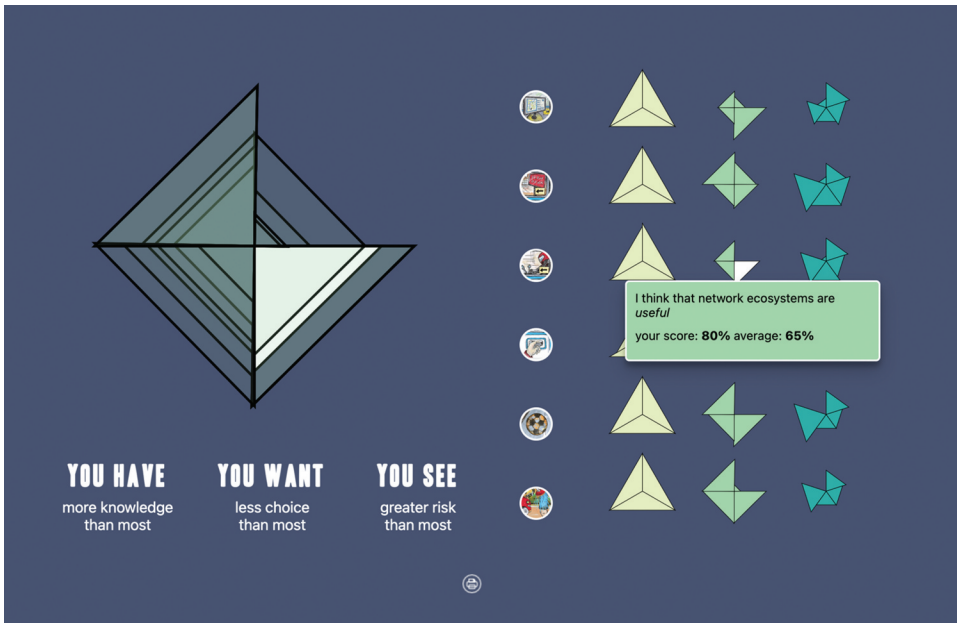 I think that network ecosystems are
useful
your score: 80% average: 65%
YOU HAVE
more knowledge
than most
YOU WANT
less choice
than most
YOU SEE
greater risk
than most